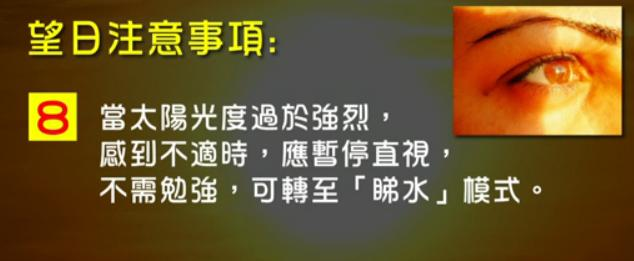 望日注意事項:
8
當太陽光度過於強烈，
感到不適時，應暫停直視，
不需勉強，可轉至「睇水」模式。